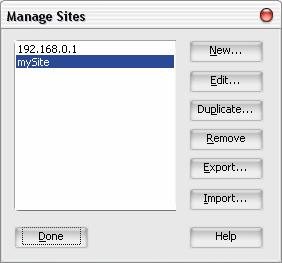 Manage Sites
192.168.0.1
mySite
New...
Edit...
Duplicate...
Remove
Export...
Import...
Done
Help